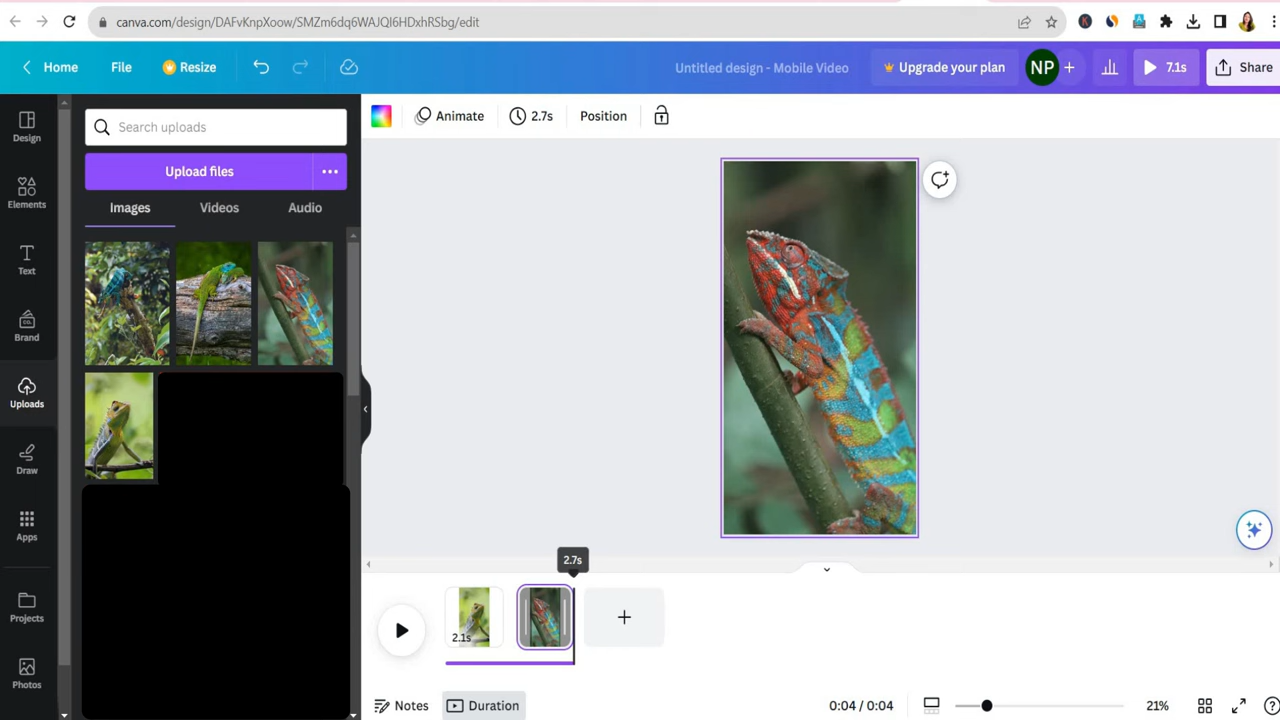 canva.com/design/DAFvKnpXoow/SMZm6dq6WAJQI6HDxhRSbg/edit
K
Home
File
Resize
Untitled design - Mobile Video
Upgrade your plan
NP
+
7.1s
Share
Design
Elements
Text
Brand
Uploads
Draw
Apps
Projects
Photos
Search uploads
Upload files
Images
Videos
Audio
Animate
2.7s
Position
2.7s
2.1s
+
Notes
Duration
0:04 / 0:04
21%
?